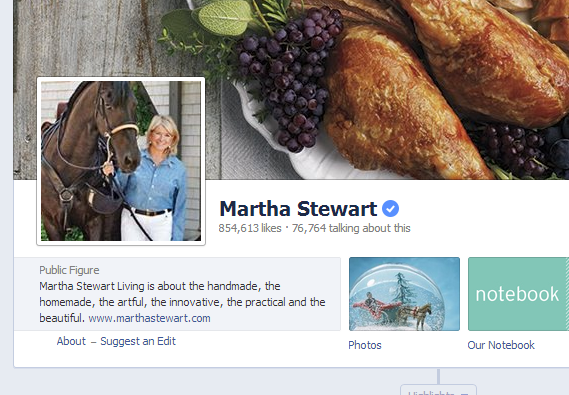 Martha Stewart
854,613 likes · 76,764 talking about this
Public Figure
Martha Stewart Living is about the handmade, the
homemade, the artful, the innovative, the practical and the
beautiful. www.marthastewart.com
About – Suggest an Edit
notebook
Photos
Our Notebook
Highlights